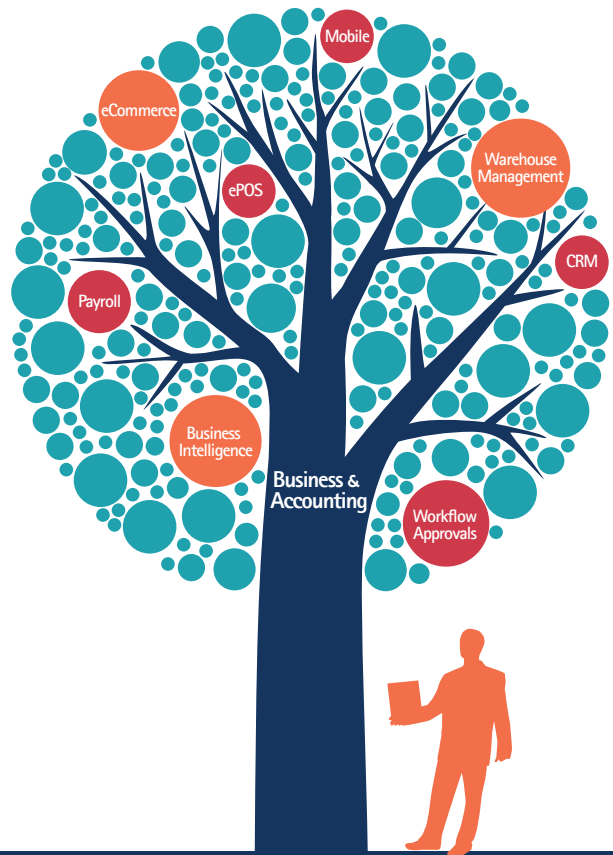 Mobile
eCommerce
Warehouse
Management
ePOS
CRM
Payroll
Business
Intelligence
Business &
Accounting
Workflow
Approvals